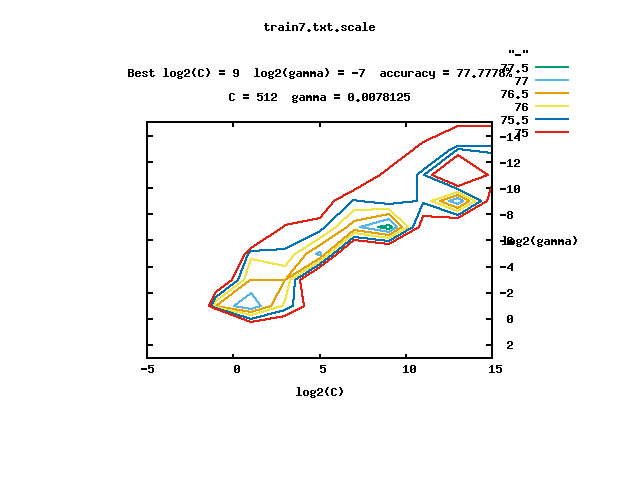 train7.txt.scale
"-"
Best log2(C) = 9  log2(gamma) = -7  accuracy = 77.7778%
77.5
77
C = 512  gamma = 0.0078125
76.5
76
75.5
75
-14
-12
-10
-8
-6
log2(gamma)
-4
-2
0
2
-5 0 5 10 15
log2(C)